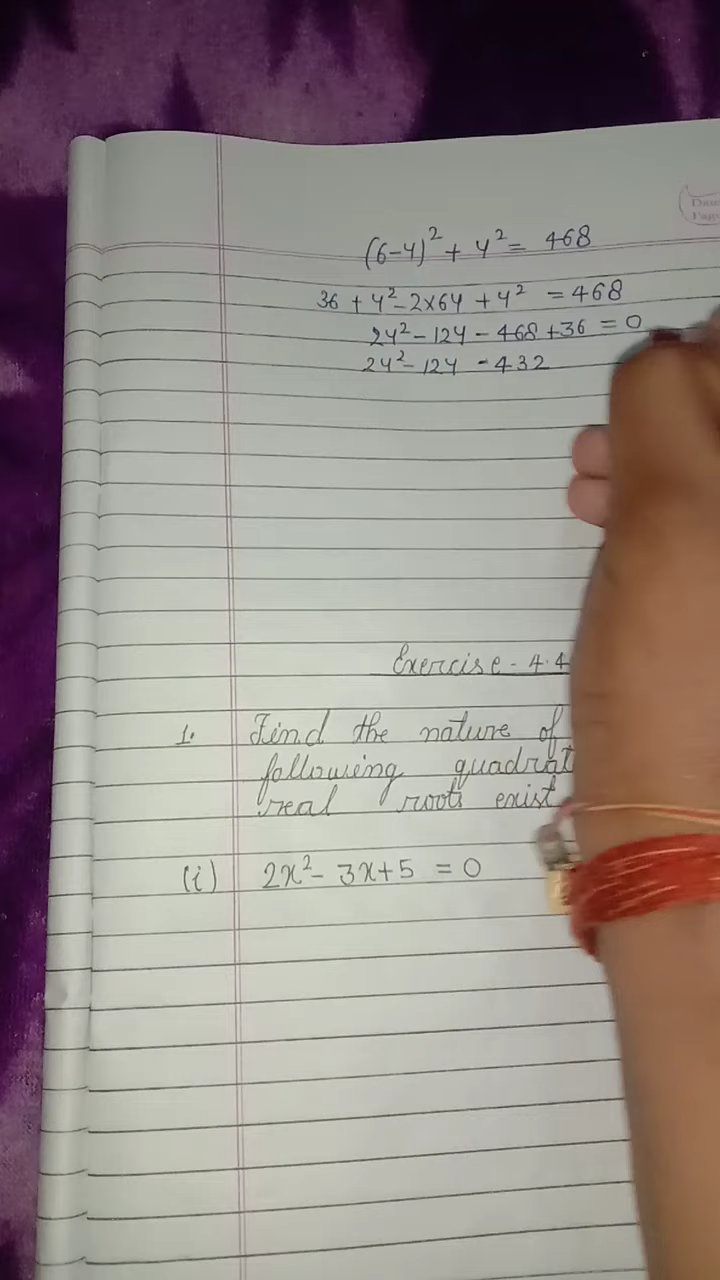 (6-y)² + y² = 468
36 + y² - 2×6y + y² = 468
2y² - 12y - 468 + 36 = 0
2y² - 12y - 432
Exercise - 4.4
1. Find the nature of
following
real roots exist
(i) 2x² - 3x + 5 = 0